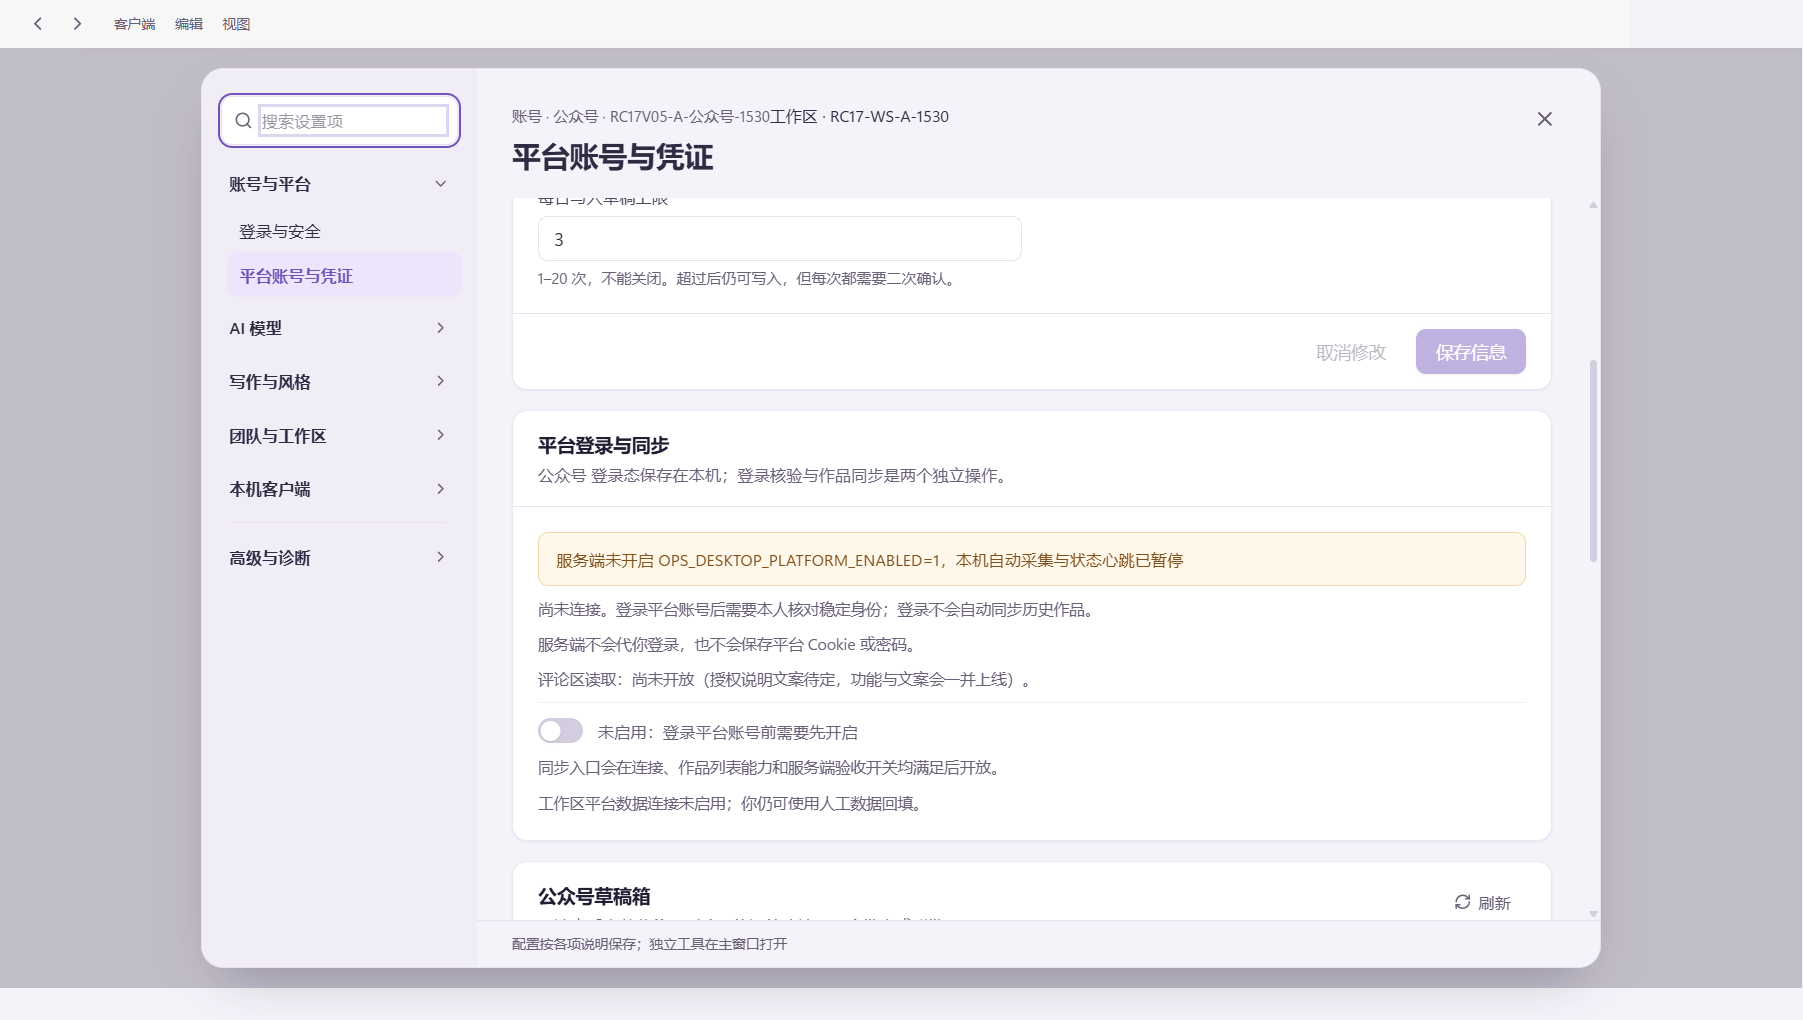 客户端 编辑 视图
搜索设置项
账号与平台
登录与安全
平台账号与凭证
AI 模型
写作与风格
团队与工作区
本机客户端
高级与诊断
账号 · 公众号 · RC17V05-A-公众号-1530工作区 · RC17-WS-A-1530
平台账号与凭证
每日写入草稿上限
3
1–20 次，不能关闭。超过后仍可写入，但每次都需要二次确认。
取消修改 保存信息
平台登录与同步
公众号 登录态保存在本机；登录核验与作品同步是两个独立操作。
服务端未开启 OPS_DESKTOP_PLATFORM_ENABLED=1，本机自动采集与状态心跳已暂停
尚未连接。登录平台账号后需要本人核对稳定身份；登录不会自动同步历史作品。
服务端不会代你登录，也不会保存平台 Cookie 或密码。
评论区读取：尚未开放（授权说明文案待定，功能与文案会一并上线）。
未启用：登录平台账号前需要先开启
同步入口会在连接、作品列表能力和服务端验收开关均满足后开放。
工作区平台数据连接未启用；你仍可使用人工数据回填。
公众号草稿箱
刷新
配置按各项说明保存；独立工具在主窗口打开